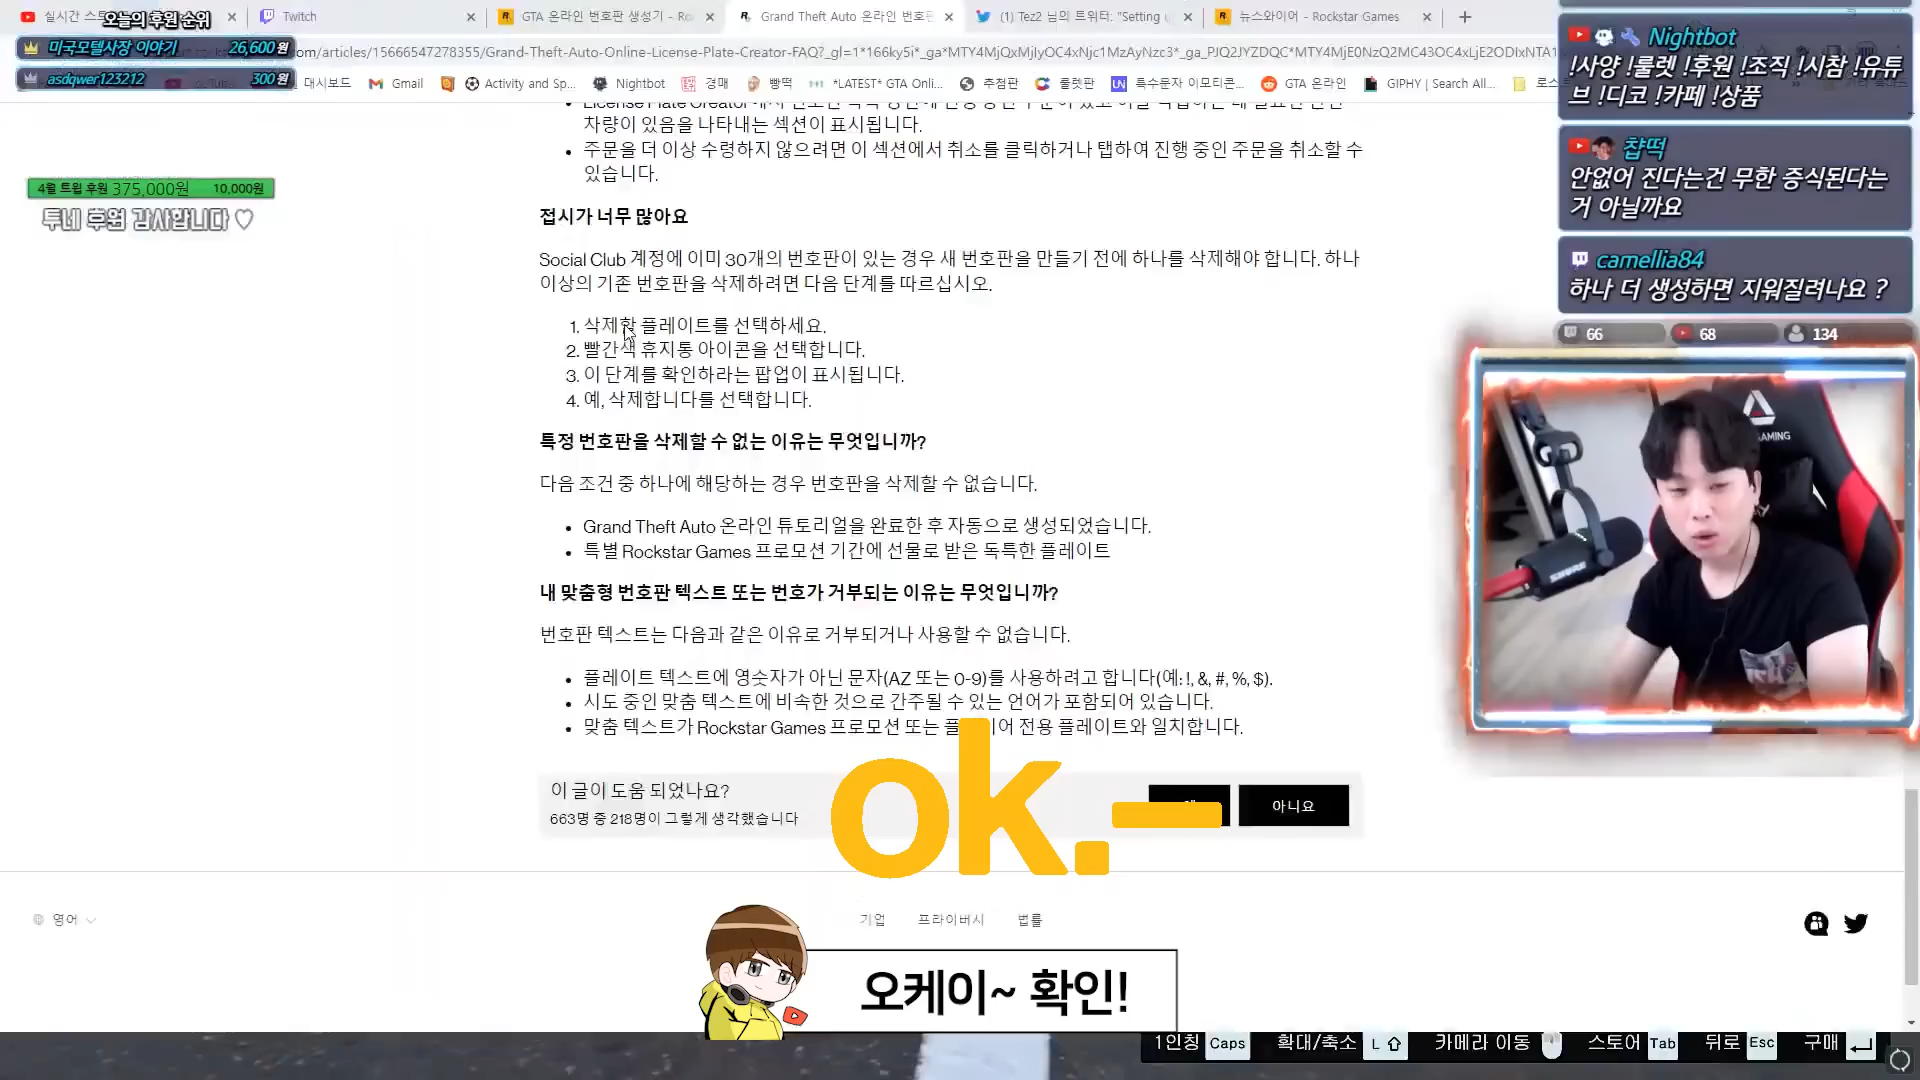 실시간 스트
오늘의 후원 순위
Twitch
GTA 온라인 번호판 생성기 - Ro
Grand Theft Auto 온라인 번호판
(1) Tez2 님의 트위터: "Setting
뉴스와이어 - Rockstar Games
미국모텔사장 이야기 26,600원
asdqwer123212 300원
om/articles/15666547278355/Grand-Theft-Auto-Online-License-Plate-Creator-FAQ?_gl=1*166ky5i*_ga*MTY4MjQxMjIyOC4xNjc1MzAyNzc3*_ga_PJQ2JYZDQC*MTY4MjE0NzQ2MC43OC4xLjE2ODIxNTA1
대시보드
Gmail
Activity and Sp...
Nightbot
경매
빵떡
*LATEST* GTA Onli...
추첨판
룰렛판
특수문자 이모티콘...
GTA 온라인
GIPHY | Search All...
로스
차량이 있음을 나타내는 섹션이 표시됩니다.
• 주문을 더 이상 수령하지 않으려면 이 섹션에서 취소를 클릭하거나 탭하여 진행 중인 주문을 취소할 수
있습니다.
4월 트윕 후원 375,000원 10,000원
투네 후원 감사합니다 ♡
접시가 너무 많아요
Social Club 계정에 이미 30개의 번호판이 있는 경우 새 번호판을 만들기 전에 하나를 삭제해야 합니다. 하나
이상의 기존 번호판을 삭제하려면 다음 단계를 따르십시오.
1. 삭제할 플레이트를 선택하세요.
2. 빨간색 휴지통 아이콘을 선택합니다.
3. 이 단계를 확인하라는 팝업이 표시됩니다.
4. 예, 삭제합니다를 선택합니다.
특정 번호판을 삭제할 수 없는 이유는 무엇입니까?
다음 조건 중 하나에 해당하는 경우 번호판을 삭제할 수 없습니다.
• Grand Theft Auto 온라인 튜토리얼을 완료한 후 자동으로 생성되었습니다.
• 특별 Rockstar Games 프로모션 기간에 선물로 받은 독특한 플레이트
내 맞춤형 번호판 텍스트 또는 번호가 거부되는 이유는 무엇입니까?
번호판 텍스트는 다음과 같은 이유로 거부되거나 사용할 수 없습니다.
• 플레이트 텍스트에 영숫자가 아닌 문자(AZ 또는 0-9)를 사용하려고 합니다(예: !, &, #, %, $).
• 시도 중인 맞춤 텍스트에 비속한 것으로 간주될 수 있는 언어가 포함되어 있습니다.
• 맞춤 텍스트가 Rockstar Games 프로모션 또는 플 이어 전용 플레이트와 일치합니다.
이 글이 도움 되었나요?
663명 중 218명이 그렇게 생각했습니다
아니요
ok.-
영어
기업
프라이버시
법률
오케이~ 확인!
Nightbot
!사양 !룰렛 !후원 !조직 !시참 !유튜
브 !디코 !카페 !상품
챱떡
안없어 진다는건 무한 증식된다는
거 아닐까요
camellia84
하나 더 생성하면 지워질려나요 ?
66
68
134
GAMING
SHURE
1인칭 Caps
확대/축소 L
카메라 이동
스토어 Tab
뒤로 Esc
구매